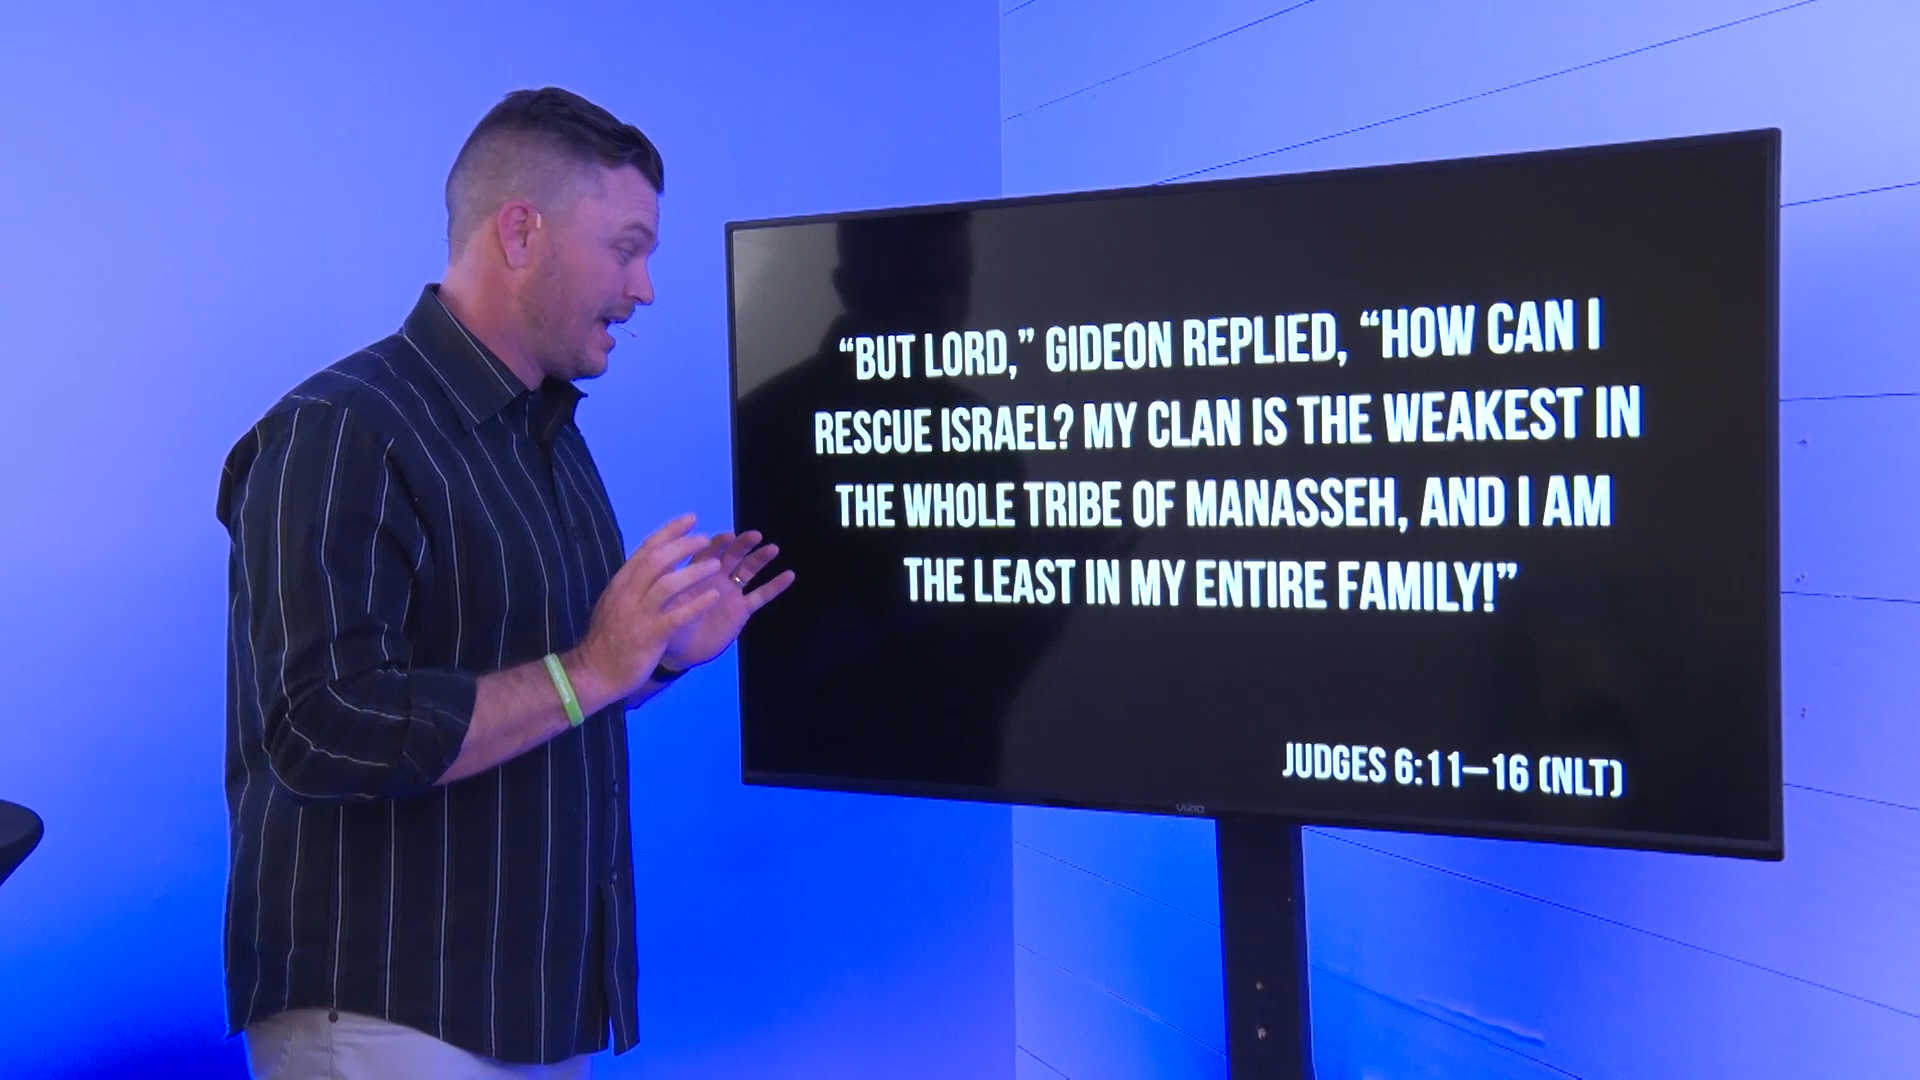 “BUT LORD,” GIDEON REPLIED, “HOW CAN I
RESCUE ISRAEL? MY CLAN IS THE WEAKEST IN
THE WHOLE TRIBE OF MANASSEH, AND I AM
THE LEAST IN MY ENTIRE FAMILY!”
JUDGES 6:11–16 (NLT)
VIZIO